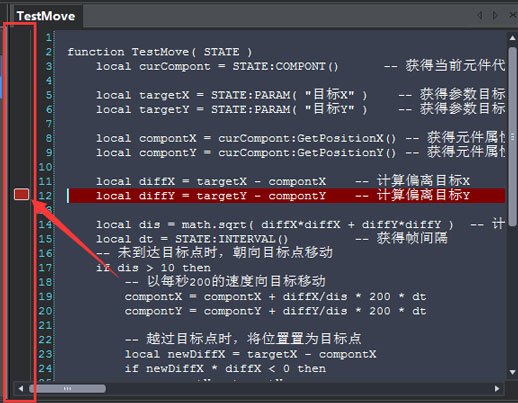 TestMove
1
2 function TestMove( STATE )
3 local curCompont = STATE:COMPONT() -- 获得当前元件代
4
5 local targetX = STATE:PARAM( "目标X" ) -- 获得参数目标
6 local targetY = STATE:PARAM( "目标Y" ) -- 获得参数目标
7
8 local compontX = curCompont:GetPositionX() -- 获得元件属性
9 local compontY = curCompont:GetPositionY() -- 获得元件属性
10
11 local diffX = targetX - compontX -- 计算偏离目标X
12 local diffY = targetY - compontY -- 计算偏离目标Y
13
14 local dis = math.sqrt( diffX*diffX + diffY*diffY ) -- 计
15 local dt = STATE:INTERVAL() -- 获得帧间隔
16 -- 未到达目标点时，朝向目标点移动
17 if dis > 10 then
18 -- 以每秒200的速度向目标移动
19 compontX = compontX + diffX/dis * 200 * dt
20 compontY = compontY + diffY/dis * 200 * dt
21
22 -- 越过目标点时，将位置置为目标点
23 local newDiffX = targetX - compontX
24 if newDiffX * diffX < 0 then